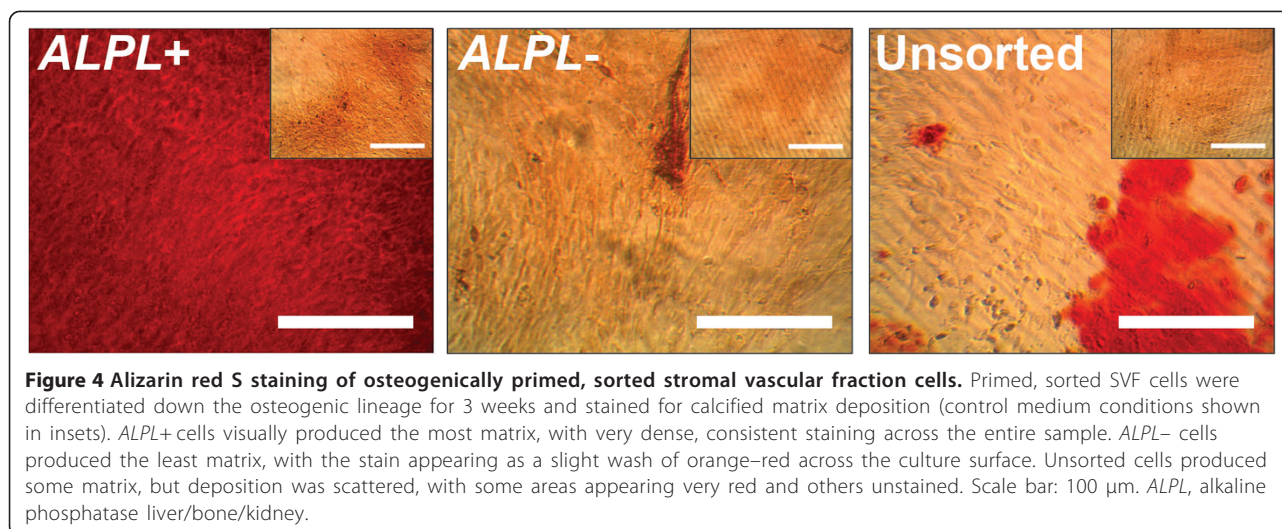 ALPL+ ALPL- Unsorted
Figure 4 Alizarin red S staining of osteogenically primed, sorted stromal vascular fraction cells. Primed, sorted SVF cells were
differentiated down the osteogenic lineage for 3 weeks and stained for calcified matrix deposition (control medium conditions shown
in insets). ALPL+ cells visually produced the most matrix, with very dense, consistent staining across the entire sample. ALPL– cells
produced the least matrix, with the stain appearing as a slight wash of orange–red across the culture surface. Unsorted cells produced
some matrix, but deposition was scattered, with some areas appearing very red and others unstained. Scale bar: 100 μm. ALPL, alkaline
phosphatase liver/bone/kidney.